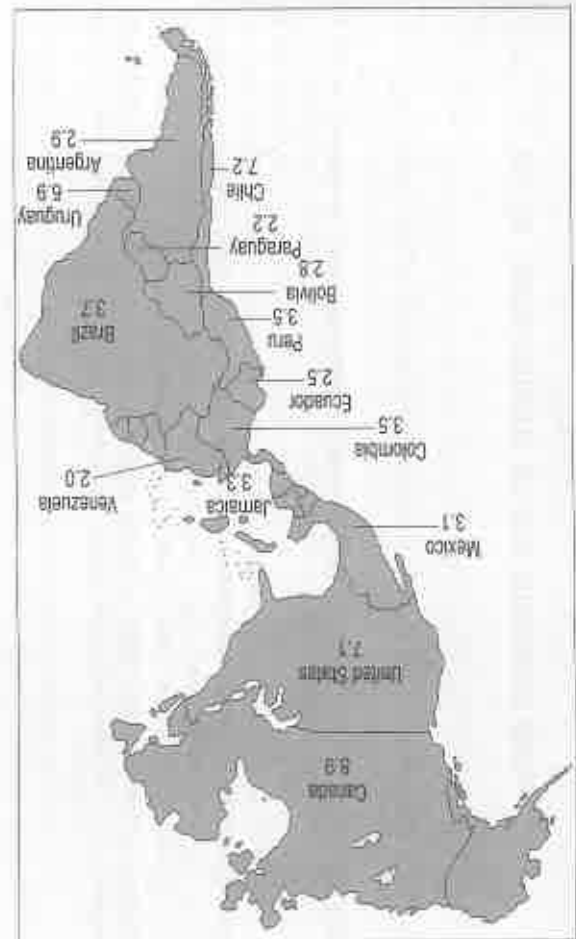 Canada
8.9
United States
7.1
Mexico
3.1
Jamaica
3.3
Venezuela
2.0
Colombia
3.5
Ecuador
2.5
Peru
3.5
Brazil
3.7
Bolivia
2.8
Paraguay
2.2
Chile
7.2
Uruguay
6.9
Argentina
2.9